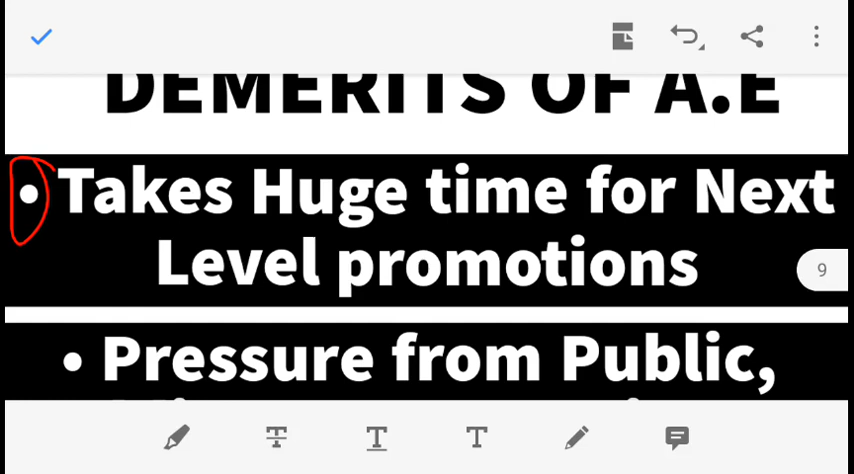 DEMERITS OF A.E
• Takes Huge time for Next
Level promotions
9
• Pressure from Public,